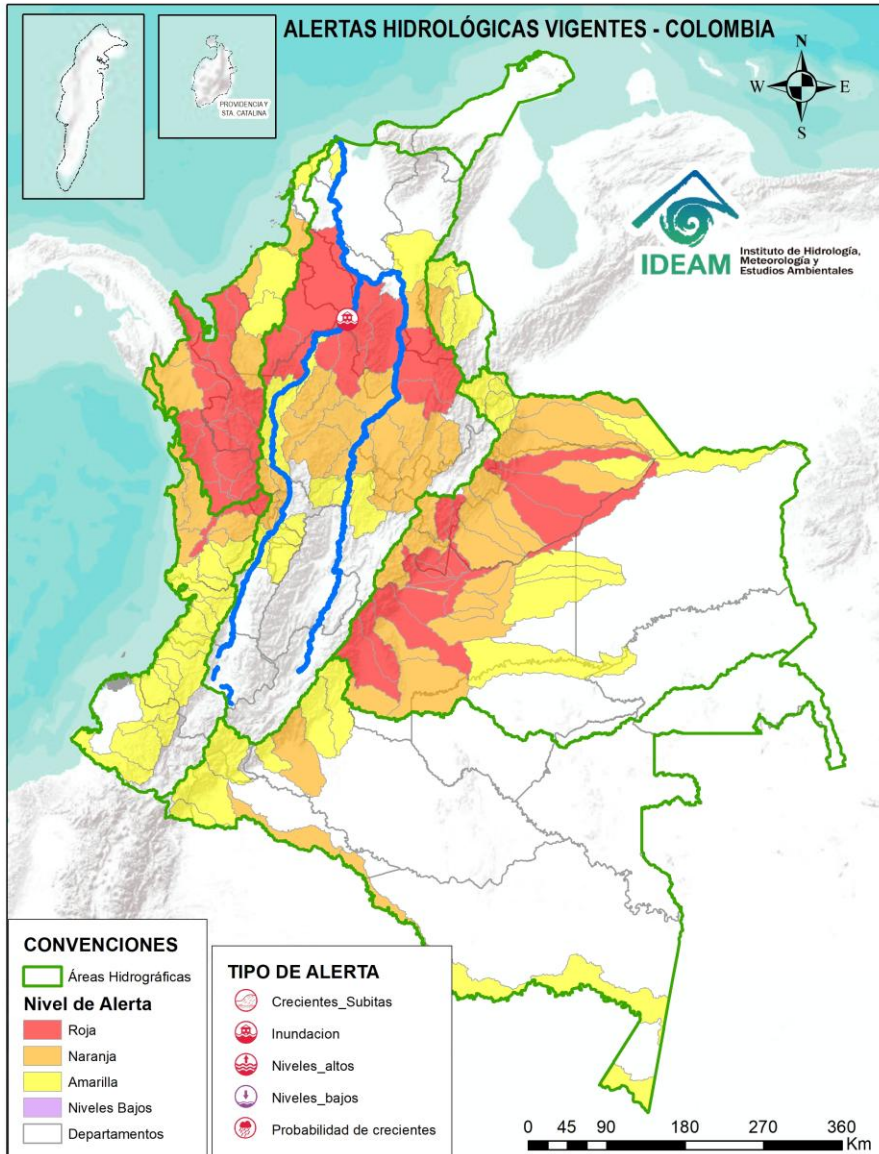 ALERTAS HIDROLÓGICAS VIGENTES - COLOMBIA
PROVIDENCIA Y
STA. CATALINA
N
W
E
S
IDEAM
Instituto de Hidrología,
Meteorología y
Estudios Ambientales
CONVENCIONES
Áreas Hidrográficas
Nivel de Alerta
Roja
Naranja
Amarilla
Niveles Bajos
Departamentos
TIPO DE ALERTA
Crecientes_Subitas
Inundacion
Niveles_altos
Niveles_bajos
Probabilidad de crecientes
0 45 90 180 270 360
Km